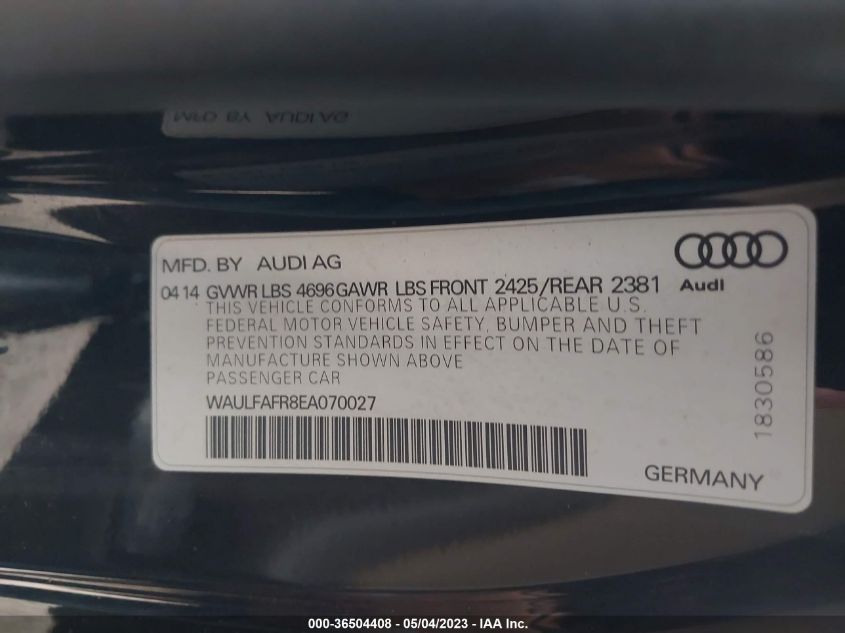 MFD. BY AUDI AG
Audi
0414 GVWR LBS 4696 GAWR LBS FRONT 2425/REAR 2381
THIS VEHICLE CONFORMS TO ALL APPLICABLE U.S.
FEDERAL MOTOR VEHICLE SAFETY, BUMPER AND THEFT
PREVENTION STANDARDS IN EFFECT ON THE DATE OF
MANUFACTURE SHOWN ABOVE
PASSENGER CAR
WAULFAFR8EA070027
1830586
GERMANY
000-36504408 - 05/04/2023 - IAA Inc.